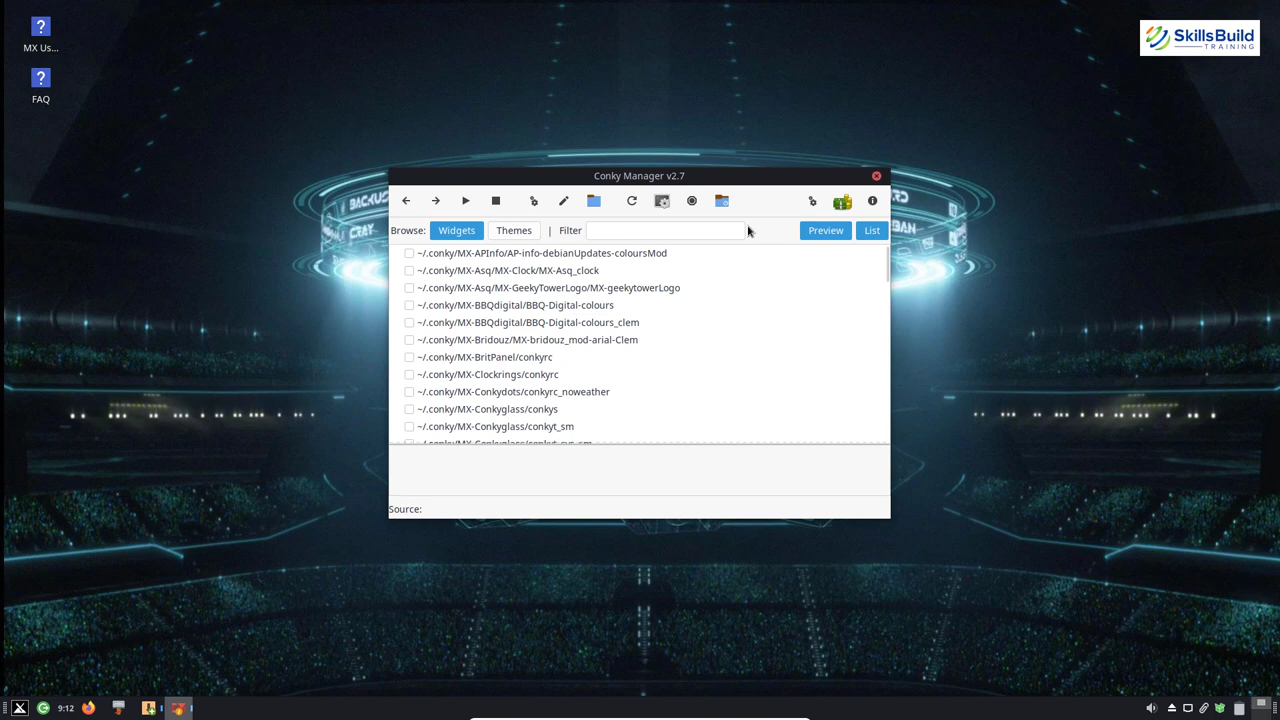 MX Us...
FAQ
SkillsBuild
TRAINING
BACKUP
CRAY
Conky Manager v2.7
Browse:
Widgets
Themes
|
Filter
Preview
List
~/.conky/MX-APInfo/AP-info-debianUpdates-coloursMod
~/.conky/MX-Asq/MX-Clock/MX-Asq_clock
~/.conky/MX-Asq/MX-GeekyTowerLogo/MX-geekytowerLogo
~/.conky/MX-BBQdigital/BBQ-Digital-colours
~/.conky/MX-BBQdigital/BBQ-Digital-colours_clem
~/.conky/MX-Bridouz/MX-bridouz_mod-arial-Clem
~/.conky/MX-BritPanel/conkyrc
~/.conky/MX-Clockrings/conkyrc
~/.conky/MX-Conkydots/conkyrc_noweather
~/.conky/MX-Conkyglass/conkys
~/.conky/MX-Conkyglass/conkyt_sm
Source:
9:12